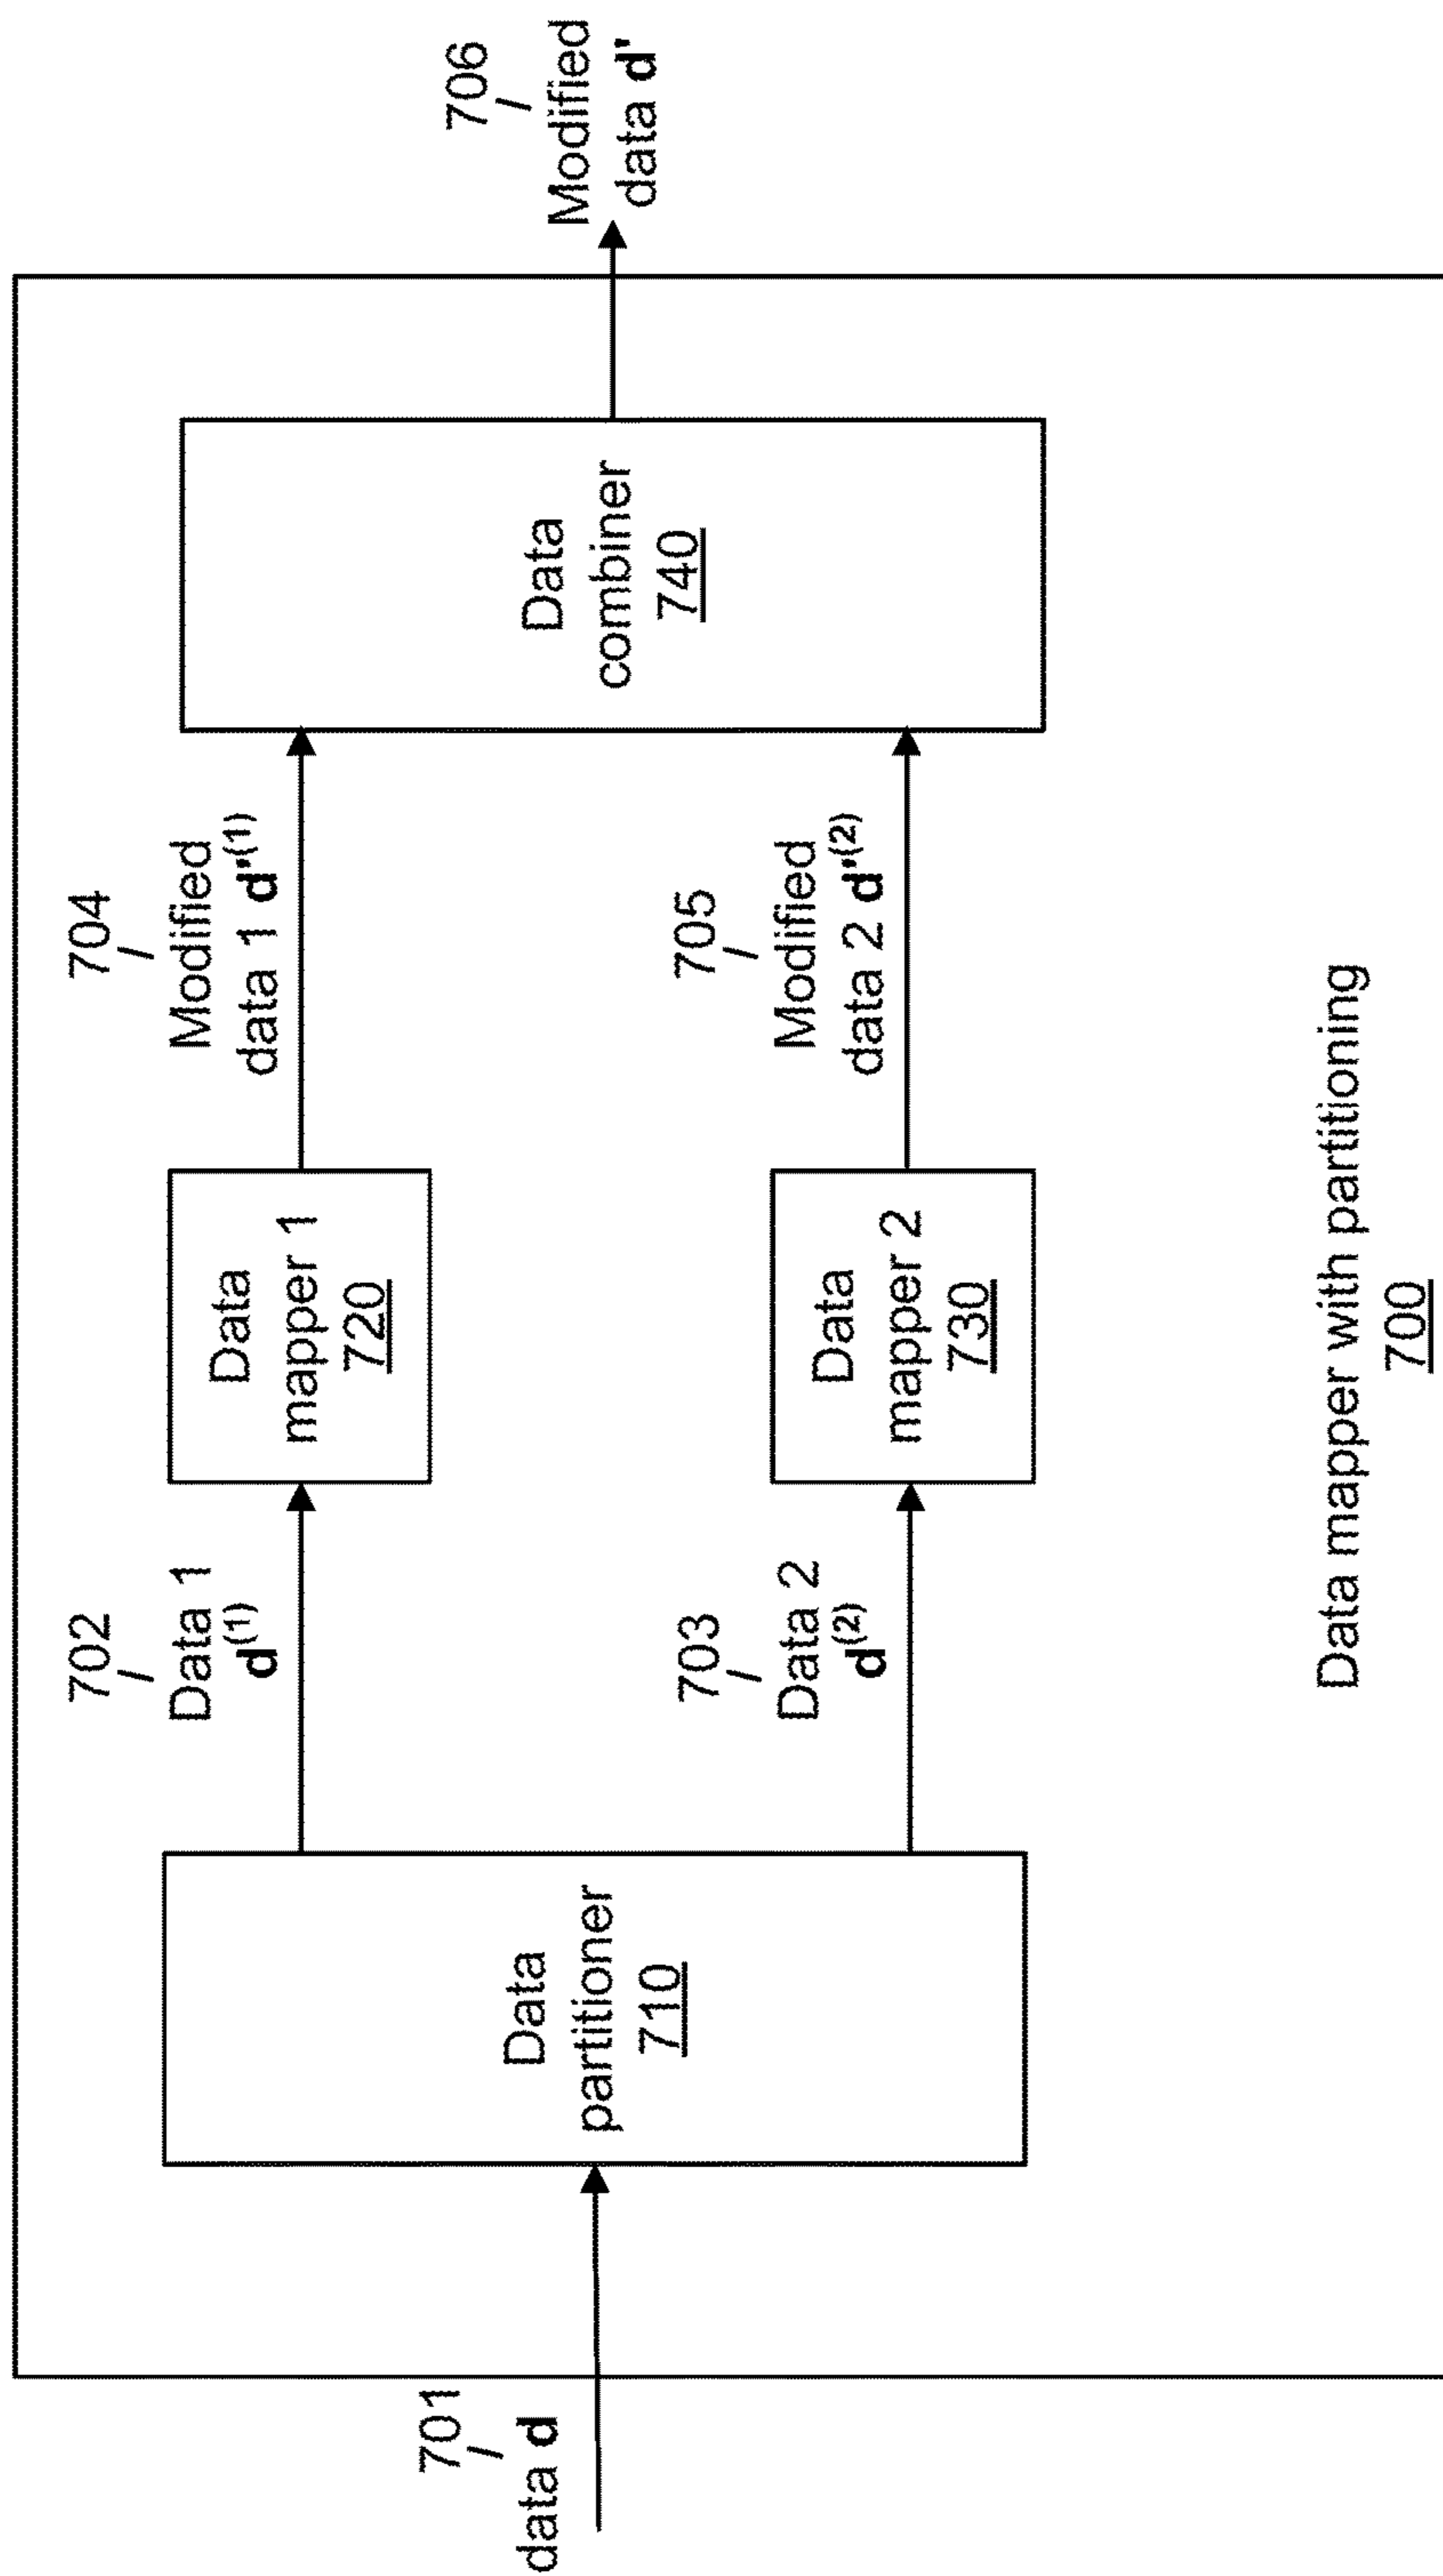 701
data d
Data
partitioner
710
702
Data 1
d(1)
703
Data 2
d(2)
Data
mapper 1
720
Data
mapper 2
730
704
Modified
data 1 d'(1)
705
Modified
data 2 d'(2)
Data
combiner
740
706
Modified
data d'
Data mapper with partitioning
700